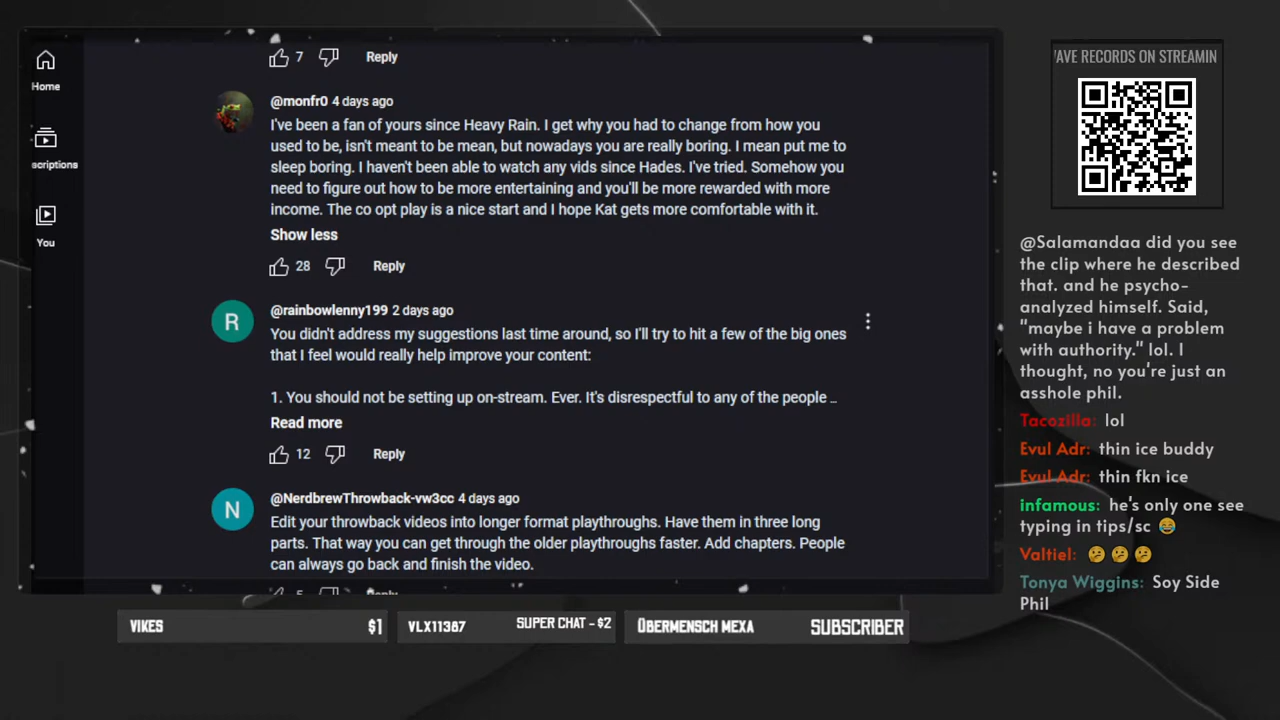 Home
scriptions
You
7 Reply
@monfr0 4 days ago
I've been a fan of yours since Heavy Rain. I get why you had to change from how you
used to be, isn't meant to be mean, but nowadays you are really boring. I mean put me to
sleep boring. I haven't been able to watch any vids since Hades. I've tried. Somehow you
need to figure out how to be more entertaining and you'll be more rewarded with more
income. The co opt play is a nice start and I hope Kat gets more comfortable with it.
Show less
28 Reply
R
@rainbowlenny199 2 days ago
You didn't address my suggestions last time around, so I'll try to hit a few of the big ones
that I feel would really help improve your content:
1. You should not be setting up on-stream. Ever. It's disrespectful to any of the people ...
Read more
12 Reply
N
@NerdbrewThrowback-vw3cc 4 days ago
Edit your throwback videos into longer format playthroughs. Have them in three long
parts. That way you can get through the older playthroughs faster. Add chapters. People
can always go back and finish the video.
5 Reply
VIKES $1
VLX11387 SUPER CHAT - $2
ÜBERMENSCH MEXA SUBSCRIBER
AVE RECORDS ON STREAMIN
@Salamandaa did you see
the clip where he described
that. and he psycho-
analyzed himself. Said,
"maybe i have a problem
with authority." lol. I
thought, no you're just an
asshole phil.
Tacozilla: lol
Evul Adr: thin ice buddy
Evul Adr: thin fkn ice
infamous: he's only one see
typing in tips/sc 😂
Valtiel: 🤔 🤔 🤔
Tonya Wiggins: Soy Side
Phil